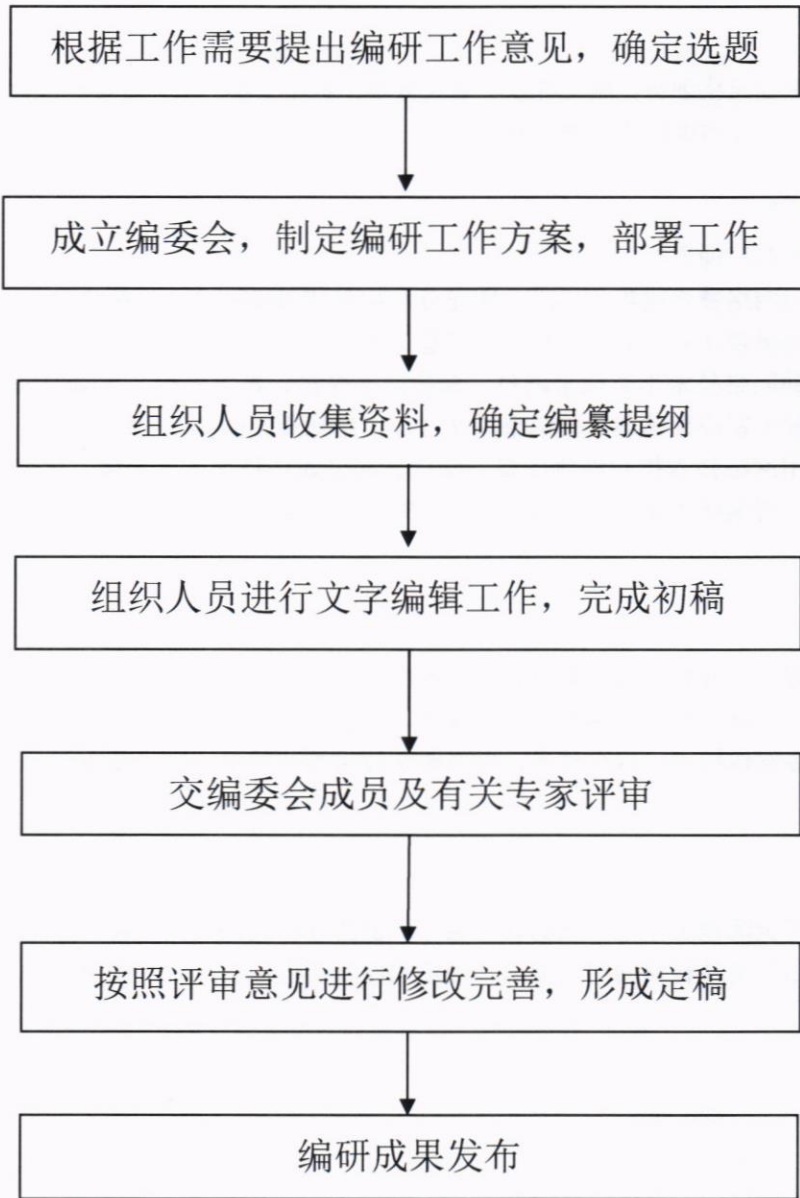 根据工作需要提出编研工作意见，确定选题
成立编委会，制定编研工作方案，部署工作
组织人员收集资料，确定编纂提纲
组织人员进行文字编辑工作，完成初稿
交编委会成员及有关专家评审
按照评审意见进行修改完善，形成定稿
编研成果发布